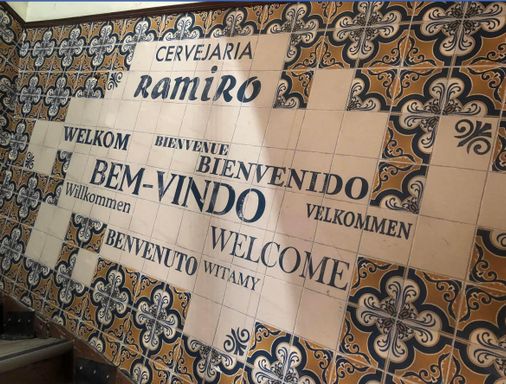 CERVEJARIA
RAMIRO
WELKOM
BIENVENUE
BIENVENIDO
BEM-VINDO
Willkommen
VELKOMMEN
WELCOME
BENVENUTO
WITAMY